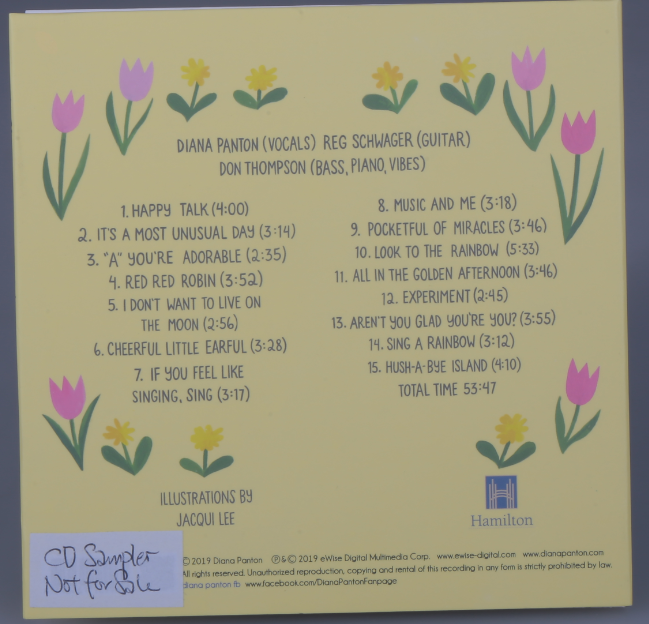 DIANA PANTON (VOCALS) REG SCHWAGER (GUITAR)
DON THOMPSON (BASS, PIANO, VIBES)
1. HAPPY TALK (4:00)
2. IT'S A MOST UNUSUAL DAY (3:14)
3. "A" YOU'RE ADORABLE (2:35)
4. RED RED ROBIN (3:52)
5. I DON'T WANT TO LIVE ON
THE MOON (2:56)
6. CHEERFUL LITTLE EARFUL (3:28)
7. IF YOU FEEL LIKE
SINGING, SING (3:17)
8. MUSIC AND ME (3:18)
9. POCKETFUL OF MIRACLES (3:46)
10. LOOK TO THE RAINBOW (5:33)
11. ALL IN THE GOLDEN AFTERNOON (3:46)
12. EXPERIMENT (2:45)
13. AREN'T YOU GLAD YOU'RE YOU? (3:55)
14. SING A RAINBOW (3:12)
15. HUSH-A-BYE ISLAND (4:10)
TOTAL TIME 53:47
ILLUSTRATIONS BY
JACQUI LEE
Hamilton
CD Sampler
Not for Sale
©2019 Diana Panton ℗&© 2019 eWise Digital Multimedia Corp. www.ewise-digital.com www.dianapanton.com
All rights reserved. Unauthorized reproduction, copying and rental of this recording in any form is strictly prohibited by law.
diana panton fb www.facebook.com/DianaPantonFanpage